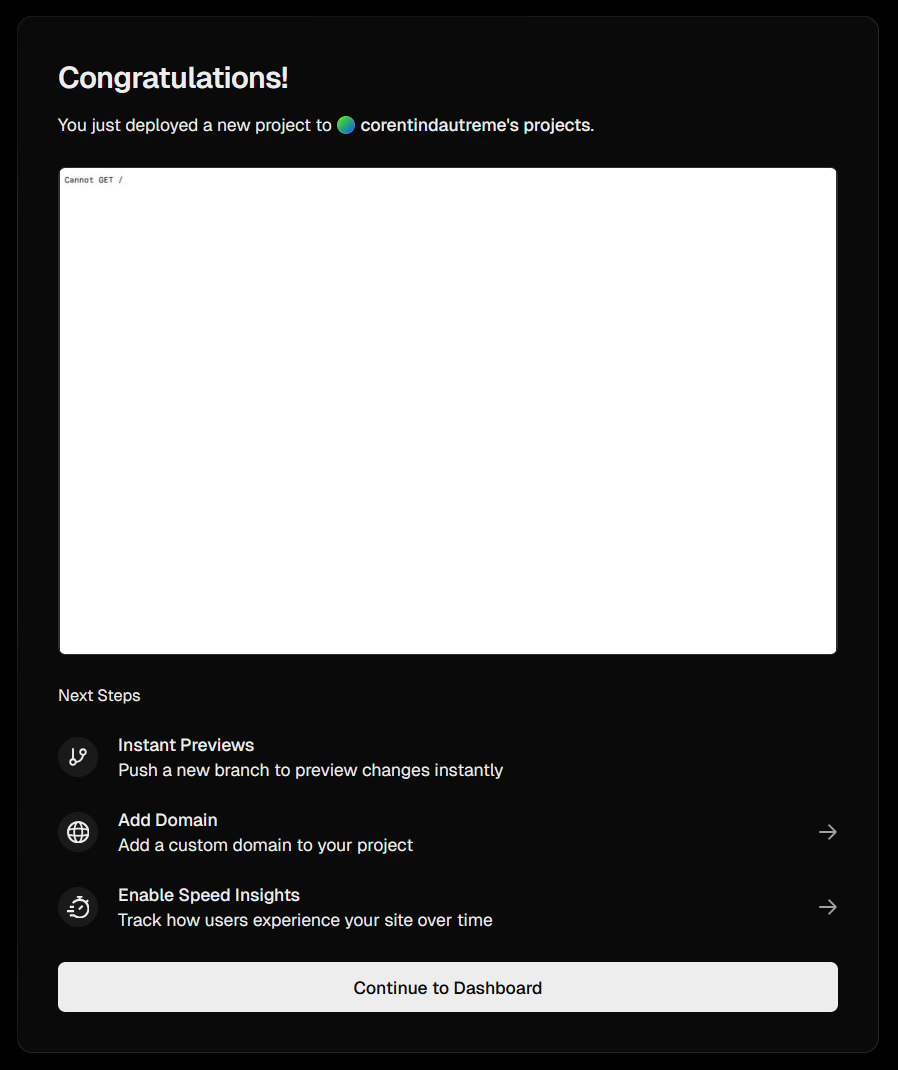 Congratulations!
You just deployed a new project to corentindautreme's projects.
Cannot GET /
Next Steps
Instant Previews
Push a new branch to preview changes instantly
Add Domain
Add a custom domain to your project
Enable Speed Insights
Track how users experience your site over time
Continue to Dashboard